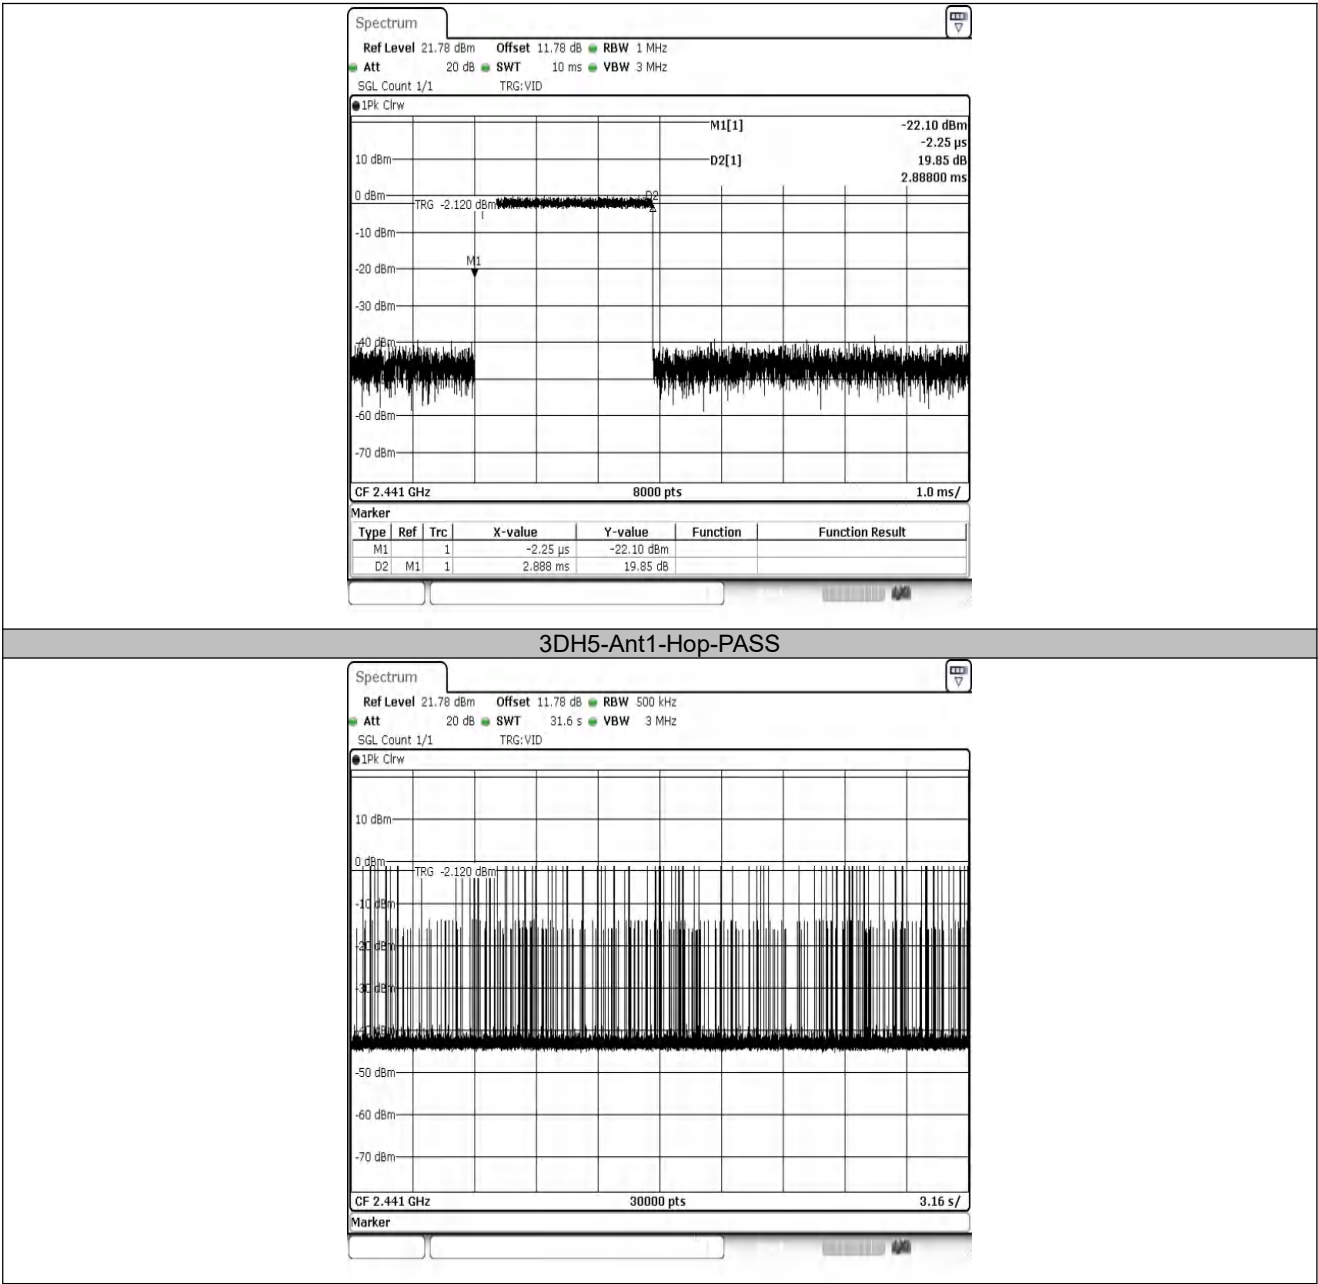 Spectrum
Ref Level 21.78 dBm Offset 11.78 dB RBW 1 MHz
Att 20 dB SWT 10 ms VBW 3 MHz
SGL Count 1/1 TRG:VID
1Pk Clrw
M1[1] -22.10 dBm
-2.25 µs
10 dBm D2[1] 19.85 dB
2.88800 ms
0 dBm D2
TRG -2.120 dBm
-10 dBm
M1
-20 dBm
-30 dBm
-40 dBm
-60 dBm
-70 dBm
CF 2.441 GHz 8000 pts 1.0 ms/
Marker
Type Ref Trc X-value Y-value Function Function Result
M1 1 -2.25 µs -22.10 dBm
D2 M1 1 2.888 ms 19.85 dB
3DH5-Ant1-Hop-PASS
Spectrum
Ref Level 21.78 dBm Offset 11.78 dB RBW 500 kHz
Att 20 dB SWT 31.6 s VBW 3 MHz
SGL Count 1/1 TRG:VID
1Pk Clrw
10 dBm
0 dBm
TRG -2.120 dBm
-10 dBm
-20 dBm
-30 dBm
-50 dBm
-60 dBm
-70 dBm
CF 2.441 GHz 30000 pts 3.16 s/
Marker